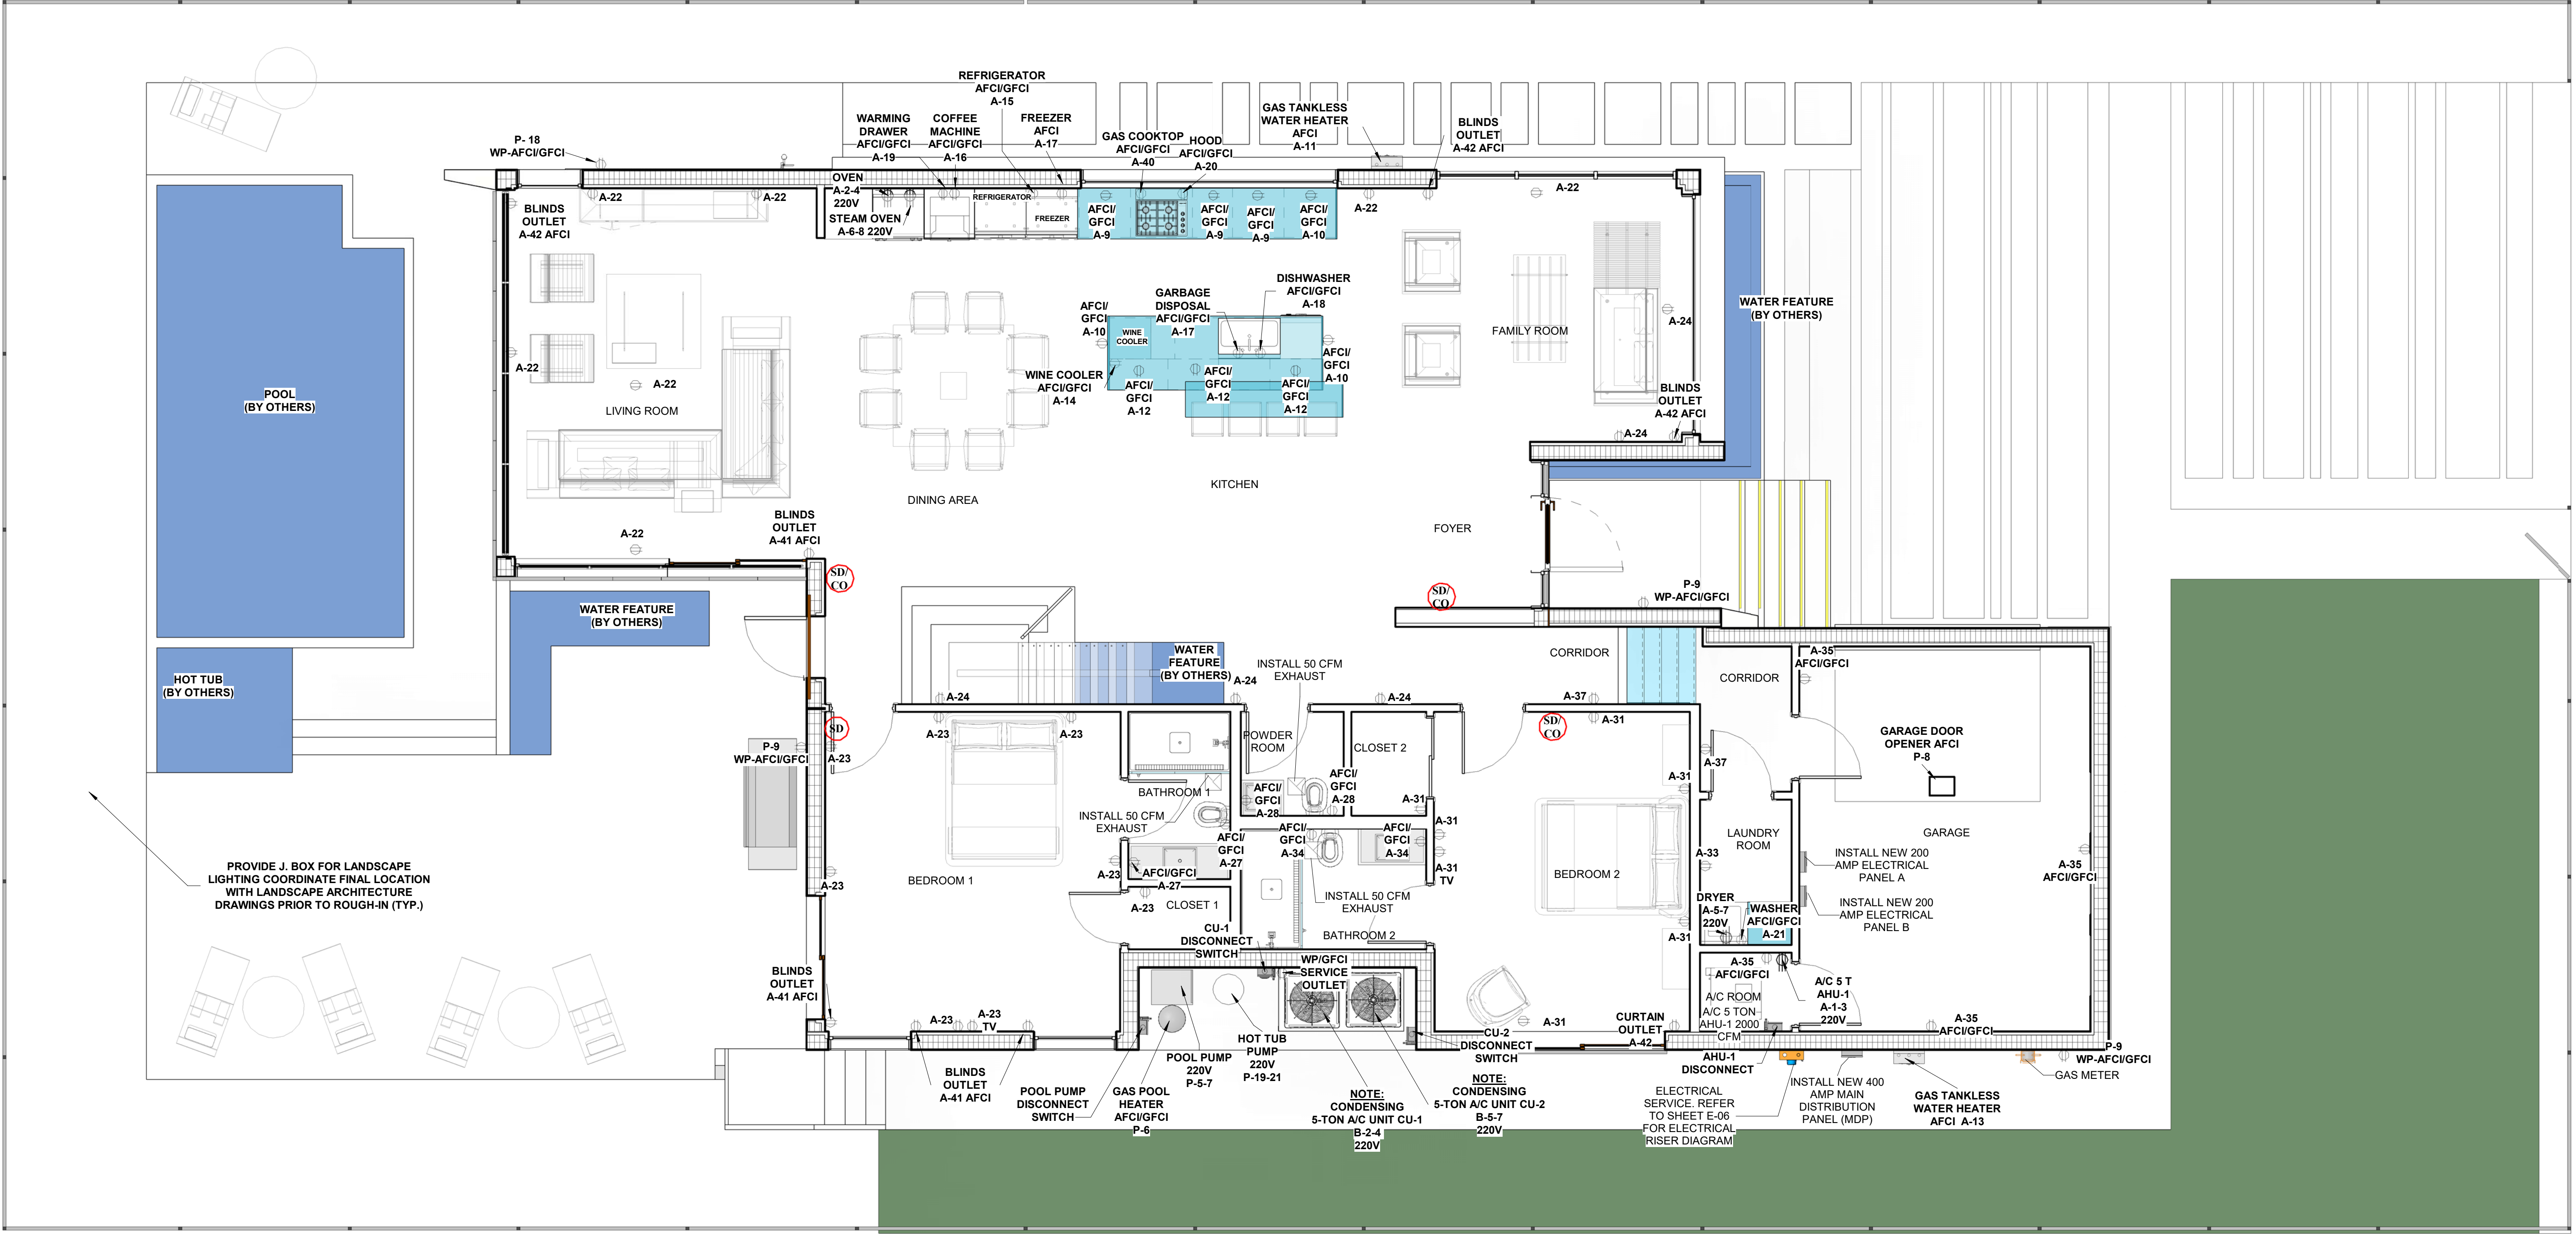 REFRIGERATOR
AFCI/GFCI
A-15
WARMING
DRAWER
AFCI/GFCI
A-19
COFFEE
MACHINE
AFCI/GFCI
A-16
FREEZER
AFCI
A-17
GAS COOKTOP
AFCI/GFCI
A-40
HOOD
AFCI/GFCI
A-20
GAS TANKLESS
WATER HEATER
AFCI
A-11
BLINDS
OUTLET
A-42 AFCI
P- 18
WP-AFCI/GFCI
OVEN
A-2-4
220V
STEAM OVEN
A-6-8 220V
REFRIGERATOR
FREEZER
AFCI/
GFCI
A-9
AFCI/
GFCI
A-9
AFCI/
GFCI
A-9
AFCI/
GFCI
A-10
A-22
A-22
A-22
A-22
BLINDS
OUTLET
A-42 AFCI
A-22
A-22
LIVING ROOM
A-22
BLINDS
OUTLET
A-41 AFCI
DINING AREA
KITCHEN
FOYER
AFCI/
GFCI
A-10
WINE
COOLER
GARBAGE
DISPOSAL
AFCI/GFCI
A-17
DISHWASHER
AFCI/GFCI
A-18
WINE COOLER
AFCI/GFCI
A-14
AFCI/
GFCI
A-12
AFCI/
GFCI
A-12
AFCI/
GFCI
A-12
AFCI/
GFCI
A-10
FAMILY ROOM
A-24
BLINDS
OUTLET
A-42 AFCI
A-24
WATER FEATURE
(BY OTHERS)
POOL
(BY OTHERS)
HOT TUB
(BY OTHERS)
WATER FEATURE
(BY OTHERS)
SD/
CO
SD/
CO
P-9
WP-AFCI/GFCI
WATER
FEATURE
(BY OTHERS)
INSTALL 50 CFM
EXHAUST
CORRIDOR
CORRIDOR
A-35
AFCI/GFCI
A-24
A-24
A-24
A-37
SD
A-23
A-23
A-23
P-9
WP-AFCI/GFCI
POWDER
ROOM
CLOSET 2
SD/
CO
A-31
A-37
GARAGE DOOR
OPENER AFCI
P-8
BATHROOM 1
INSTALL 50 CFM
EXHAUST
AFCI/
GFCI
A-28
AFCI/
GFCI
A-28
A-31
A-31
A-31
AFCI/
GFCI
A-27
AFCI/
GFCI
A-34
AFCI/
GFCI
A-34
A-31
TV
LAUNDRY
ROOM
GARAGE
A-33
INSTALL NEW 200
AMP ELECTRICAL
PANEL A
INSTALL NEW 200
AMP ELECTRICAL
PANEL B
A-35
AFCI/GFCI
PROVIDE J. BOX FOR LANDSCAPE
LIGHTING COORDINATE FINAL LOCATION
WITH LANDSCAPE ARCHITECTURE
DRAWINGS PRIOR TO ROUGH-IN (TYP.)
A-23
BEDROOM 1
A-23
AFCI/GFCI
A-27
A-23
CLOSET 1
INSTALL 50 CFM
EXHAUST
BATHROOM 2
BEDROOM 2
A-31
DRYER
A-5-7
220V
WASHER
AFCI/GFCI
A-21
CU-1
DISCONNECT
SWITCH
WP/GFCI
SERVICE
OUTLET
BLINDS
OUTLET
A-41 AFCI
A-23
A-23
TV
A-31
CURTAIN
OUTLET
A-42
A-35
AFCI/GFCI
A/C ROOM
A/C 5 TON
AHU-1 2000
CFM
A/C 5 T
AHU-1
A-1-3
220V
A-35
AFCI/GFCI
P-9
WP-AFCI/GFCI
GAS METER
BLINDS
OUTLET
A-41 AFCI
POOL PUMP
DISCONNECT
SWITCH
GAS POOL
HEATER
AFCI/GFCI
P-6
POOL PUMP
220V
P-5-7
HOT TUB
PUMP
220V
P-19-21
NOTE:
CONDENSING
5-TON A/C UNIT CU-1
B-2-4
220V
CU-2
DISCONNECT
SWITCH
NOTE:
CONDENSING
5-TON A/C UNIT CU-2
B-5-7
220V
AHU-1
DISCONNECT
ELECTRICAL
SERVICE. REFER
TO SHEET E-06
FOR ELECTRICAL
RISER DIAGRAM
INSTALL NEW 400
AMP MAIN
DISTRIBUTION
PANEL (MDP)
GAS TANKLESS
WATER HEATER
AFCI  A-13